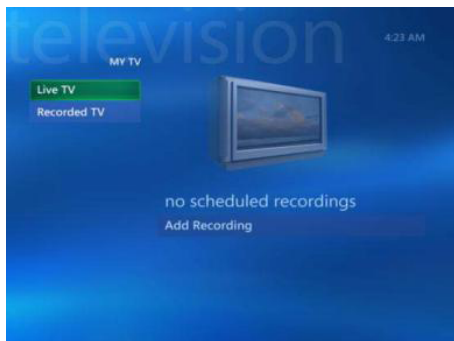 television
4:23 AM
MY TV
Live TV
Recorded TV
no scheduled recordings
Add Recording